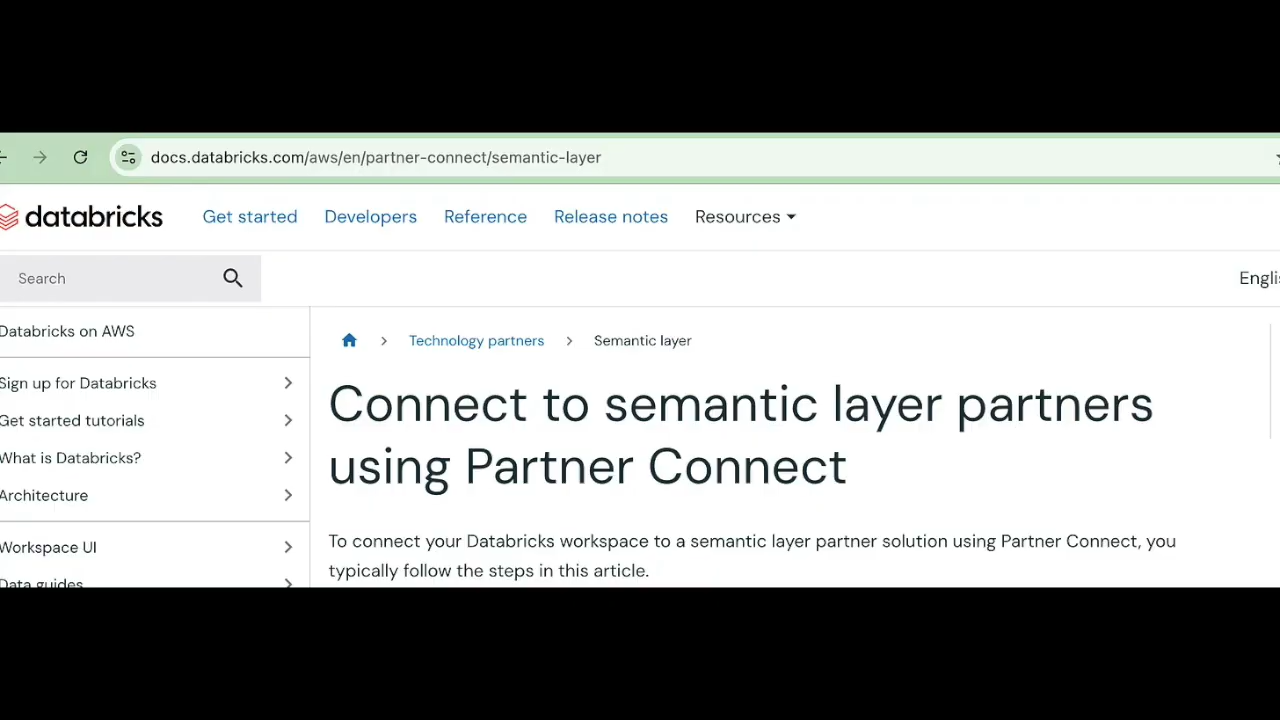 docs.databricks.com/aws/en/partner-connect/semantic-layer
databricks Get started Developers Reference Release notes Resources
Search
Databricks on AWS
Sign up for Databricks
Get started tutorials
What is Databricks?
Architecture
Workspace UI
Data guides
Technology partners Semantic layer
Connect to semantic layer partners
using Partner Connect
To connect your Databricks workspace to a semantic layer partner solution using Partner Connect, you
typically follow the steps in this article.